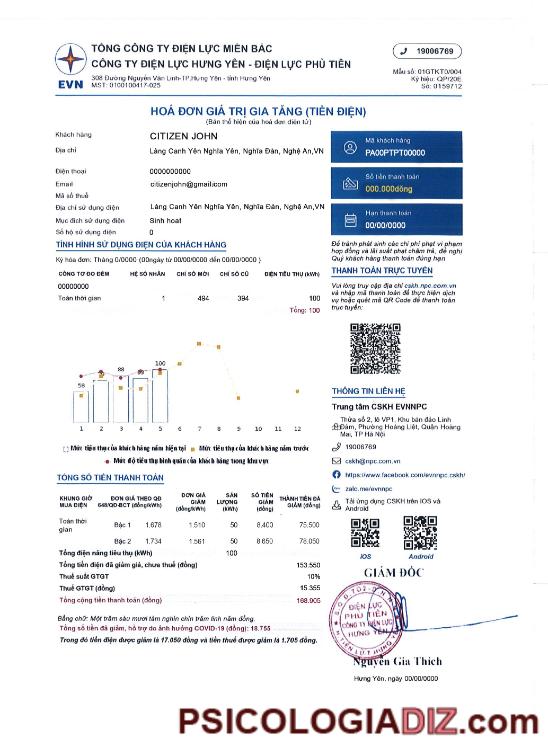 EVN
TỔNG CÔNG TY ĐIỆN LỰC MIỀN BẮC
CÔNG TY ĐIỆN LỰC HƯNG YÊN - ĐIỆN LỰC PHỦ TIÊN
308 Đường Nguyễn Văn Linh-TP.Hưng Yên - tỉnh Hưng Yên
MST: 0100100417-025
19006769
Mẫu số: 01GTKT0/004
Ký hiệu: QP/20E
Số: 0159712
HOÁ ĐƠN GIÁ TRỊ GIA TĂNG (TIỀN ĐIỆN)
(Bản thể hiện của hoá đơn điện tử)
Khách hàng CITIZEN JOHN
Địa chỉ Làng Canh Yên Nghĩa Yên, Nghĩa Đàn, Nghệ An,VN
Điện thoại 0000000000
Email citizenjohn@gmail.com
Mã số thuế
Địa chỉ sử dụng điện Làng Canh Yên Nghĩa Yên, Nghĩa Đàn, Nghệ An,VN
Mục đích sử dụng điện Sinh hoạt
Số hộ sử dụng điện 0
Mã khách hàng
PA00PTPT00000
Số tiền thanh toán
000.000đồng
Hạn thanh toán
00/00/0000
TÌNH HÌNH SỬ DỤNG ĐIỆN CỦA KHÁCH HÀNG
Kỳ hóa đơn: Tháng 0/0000 (00ngày từ 00/00/0000 đến 00/00/0000 )
CÔNG TƠ ĐO ĐẾM HỆ SỐ NHÂN CHỈ SỐ MỚI CHỈ SỐ CŨ ĐIỆN TIÊU THỤ (kWh)
00000000
Toàn thời gian 1 494 394 100
Tổng: 100
Để tránh phát sinh các chi phí phạt vi phạm
hợp đồng và lãi suất phạt chậm trả, đề nghị
Quý khách hàng thanh toán đúng hạn
THANH TOÁN TRỰC TUYẾN
Vui lòng truy cập địa chỉ cskh.npc.com.vn
và nhập mã thanh toán để thực hiện dịch
vụ hoặc quét mã QR Code để thanh toán
trực tuyến:
58 88 100
1 2 3 4 5 6 7 8 9 10 11 12
Mức tiêu thụ của khách hàng năm hiện tại Mức tiêu thụ của khách hàng năm trước
Mức độ tiêu thụ bình quân của khách hàng trong khu vực
THÔNG TIN LIÊN HỆ
Trung tâm CSKH EVNNPC
Thửa số 2, lô VP1, Khu bán đảo Linh
Đàm, Phường Hoàng Liệt, Quận Hoàng
Mai, TP Hà Nội
19006769
cskh@npc.com.vn
https://www.facebook.com/evnnpc.cskh/
zalo.me/evnnpc
Tải ứng dụng CSKH trên IOS và
Android
iOS Android
TỔNG SỐ TIỀN THANH TOÁN
KHUNG GIỜ MUA ĐIỆN ĐƠN GIÁ THEO QĐ 648/QĐ-BCT (đồng/kWh) ĐƠN GIÁ GIẢM (đồng/kWh) SẢN LƯỢNG (kWh) SỐ TIỀN GIẢM (đồng) THÀNH TIỀN ĐÃ GIẢM (đồng)
Toàn thời gian Bậc 1 1.678 1.510 50 8.400 75.500
Bậc 2 1.734 1.561 50 8.650 78.050
Tổng điện năng tiêu thụ (kWh) 100
Tổng tiền điện đã giảm giá, chưa thuế (đồng) 153.550
Thuế suất GTGT 10%
Thuế GTGT (đồng) 15.355
Tổng cộng tiền thanh toán (đồng) 168.905
Bằng chữ: Một trăm sáu mươi tám nghìn chín trăm linh năm đồng.
Tổng số tiền đã giảm, hỗ trợ do ảnh hưởng COVID-19 (đồng): 18.755
Trong đó tiền điện được giảm là 17.050 đồng và tiền thuế được giảm là 1.705 đồng.
GIÁM ĐỐC
ĐIỆN LỰC
PHÙ TIÊN
CÔNG TY ĐIỆN LỰC
HƯNG YÊN
Nguyễn Gia Thích
Hưng Yên, ngày 00/00/0000
PSICOLOGIADIZ.com